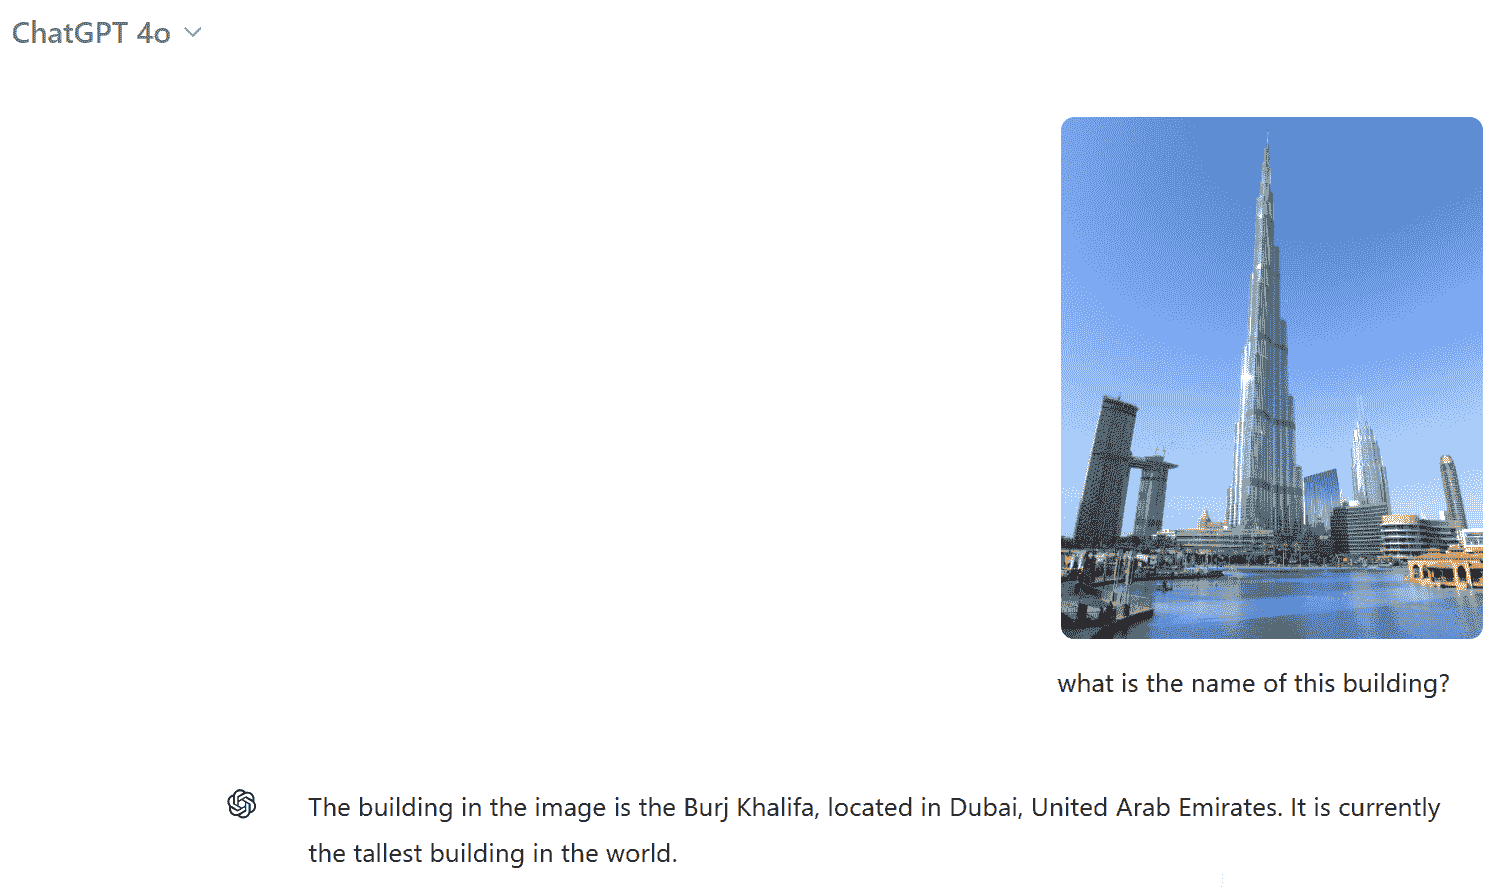 ChatGPT 4o
what is the name of this building?
The building in the image is the Burj Khalifa, located in Dubai, United Arab Emirates. It is currently
the tallest building in the world.